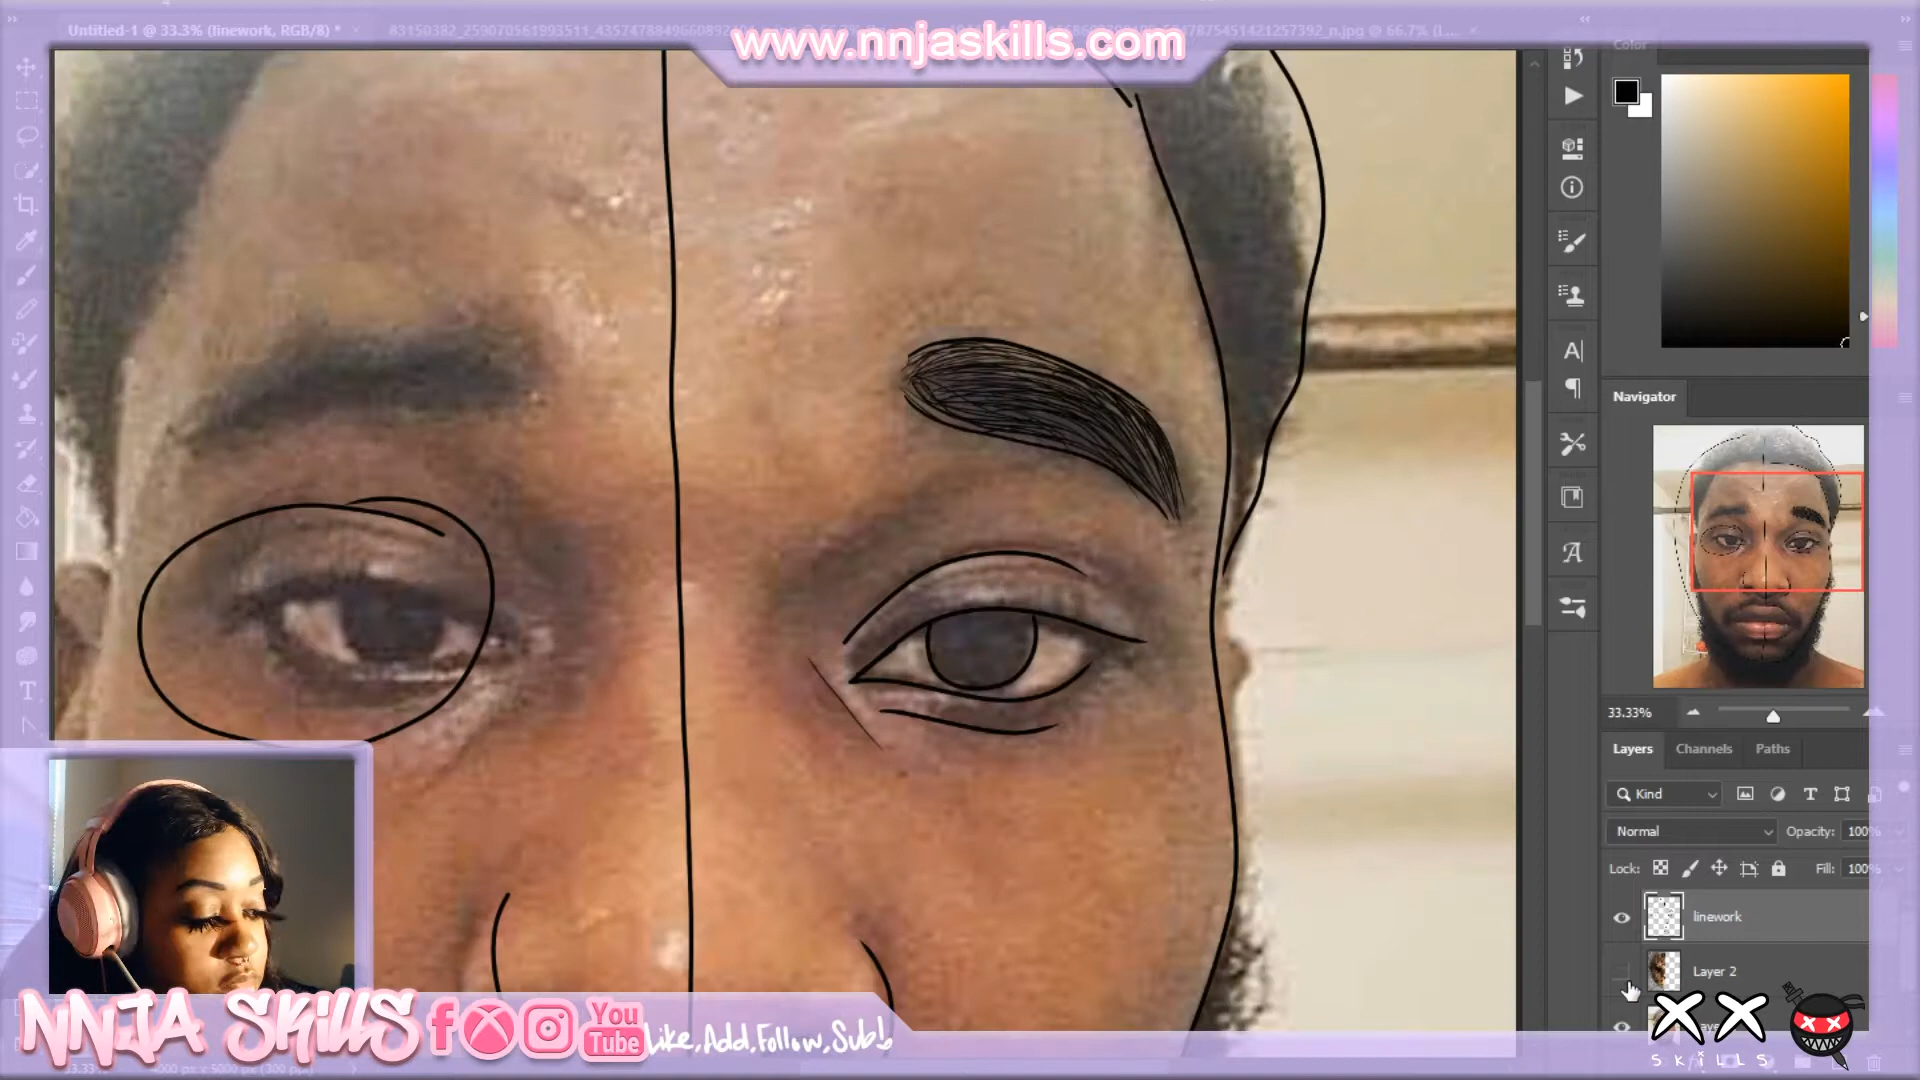 Untitled-1 @ 33.3% (linework, RGB/8) *
www.nnjaskills.com
Color
Navigator
33.33%
Layers
Channels
Paths
Kind
Normal
Opacity: 100%
Lock:
Fill: 100%
linework
Layer 2
NNJA SKillS
You
Tube
Like,Add,Follow,Sub!
SKiLLS